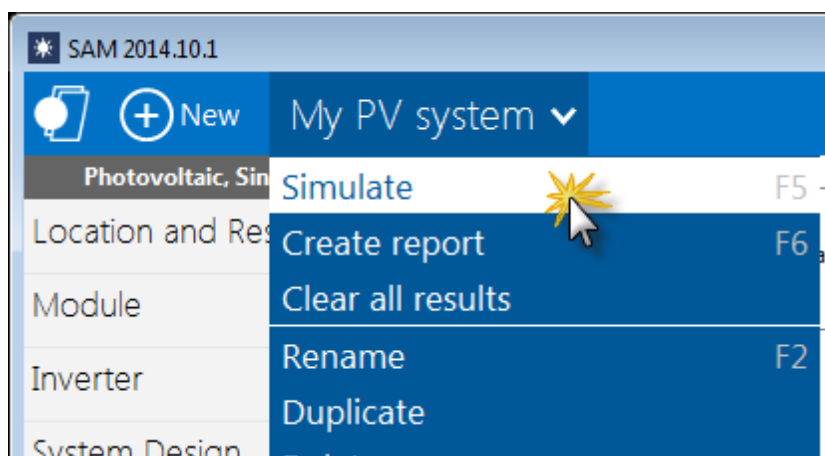 SAM 2014.10.1
New
My PV system
Photovoltaic, Sin
Simulate F5
Location and Res
Create report F6
Clear all results
Module
Rename F2
Inverter
Duplicate
System Design